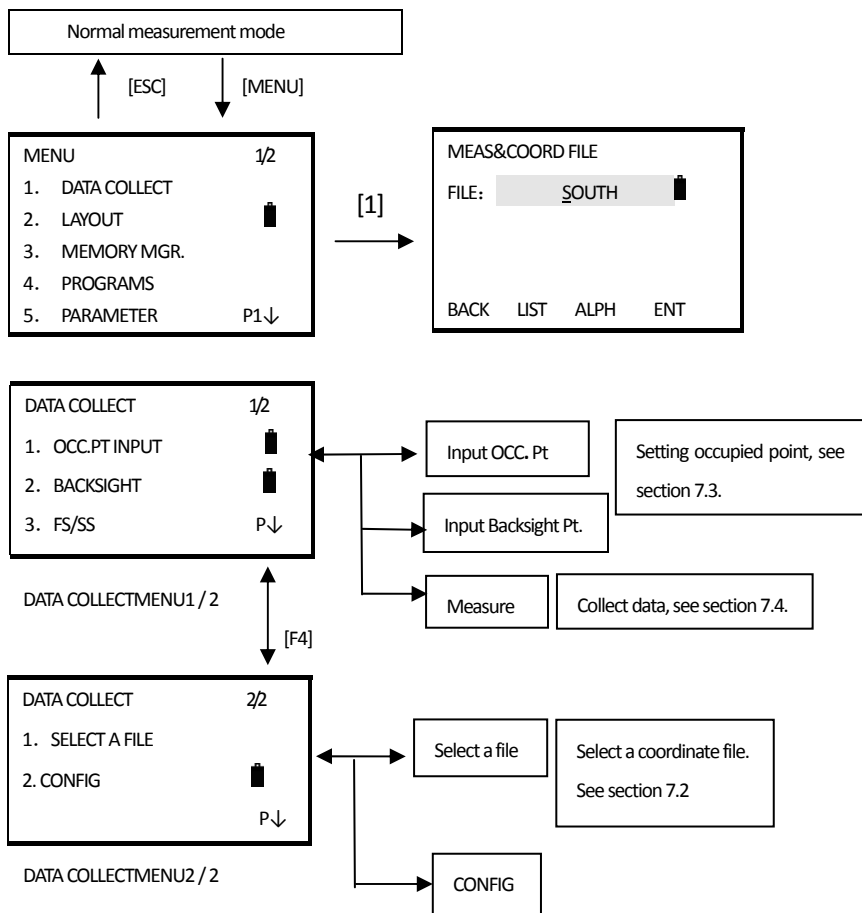 Normal measurement mode
[ESC] [MENU]
MENU 1/2
1. DATA COLLECT
2. LAYOUT
3. MEMORY MGR.
4. PROGRAMS
5. PARAMETER P1↓
[1]
MEAS&COORD FILE
FILE: SOUTH
BACK LIST ALPH ENT
DATA COLLECT 1/2
1. OCC.PT INPUT
2. BACKSIGHT
3. FS/SS P↓
DATA COLLECTMENU1 / 2
Input OCC. Pt
Setting occupied point, see
section 7.3.
Input Backsight Pt.
Measure
Collect data, see section 7.4.
[F4]
DATA COLLECT 2/2
1. SELECT A FILE
2. CONFIG
P↓
DATA COLLECTMENU2 / 2
Select a file
Select a coordinate file.
See section 7.2
CONFIG